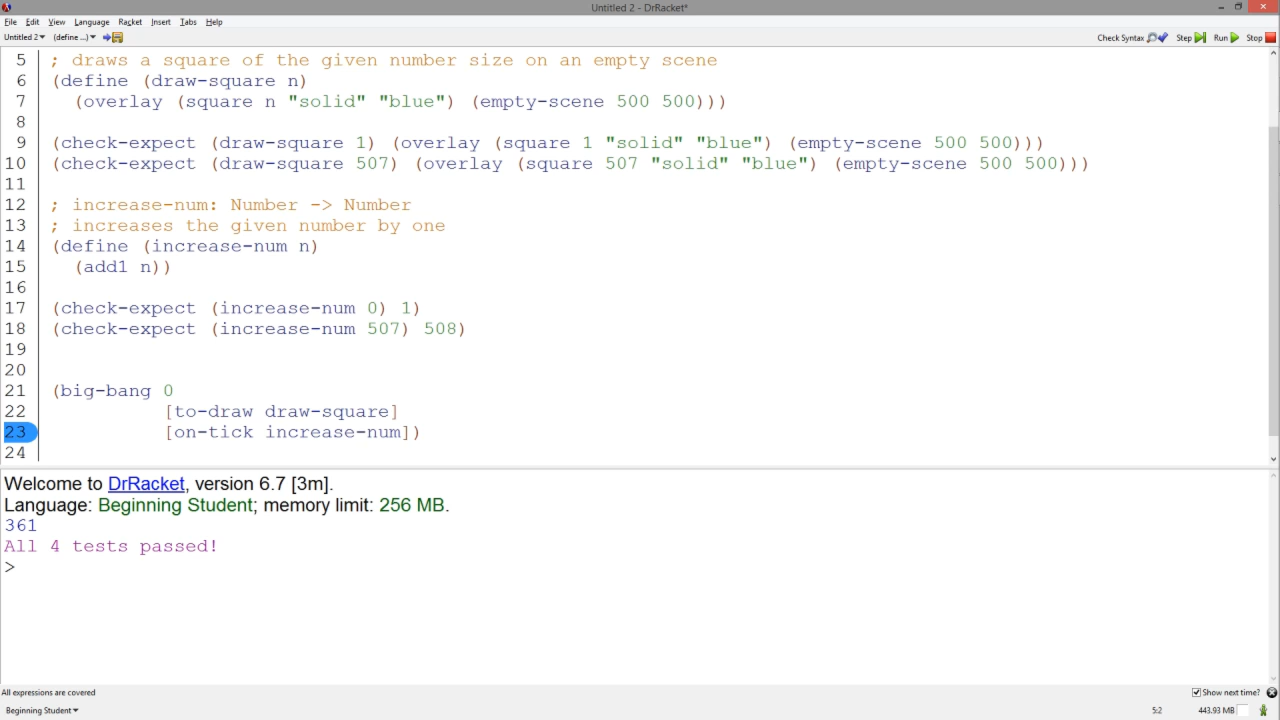 Untitled 2 - DrRacket*
File Edit View Language Racket Insert Tabs Help
Untitled 2 (define ...) Check Syntax Step Run Stop
5 ; draws a square of the given number size on an empty scene
6 (define (draw-square n)
7 (overlay (square n "solid" "blue") (empty-scene 500 500)))
8
9 (check-expect (draw-square 1) (overlay (square 1 "solid" "blue") (empty-scene 500 500)))
10 (check-expect (draw-square 507) (overlay (square 507 "solid" "blue") (empty-scene 500 500)))
11
12 ; increase-num: Number -> Number
13 ; increases the given number by one
14 (define (increase-num n)
15 (add1 n))
16
17 (check-expect (increase-num 0) 1)
18 (check-expect (increase-num 507) 508)
19
20
21 (big-bang 0
22 [to-draw draw-square]
23 [on-tick increase-num])
24
Welcome to DrRacket, version 6.7 [3m].
Language: Beginning Student; memory limit: 256 MB.
361
All 4 tests passed!
>
All expressions are covered Show next time?
Beginning Student 5:2 443.93 MB